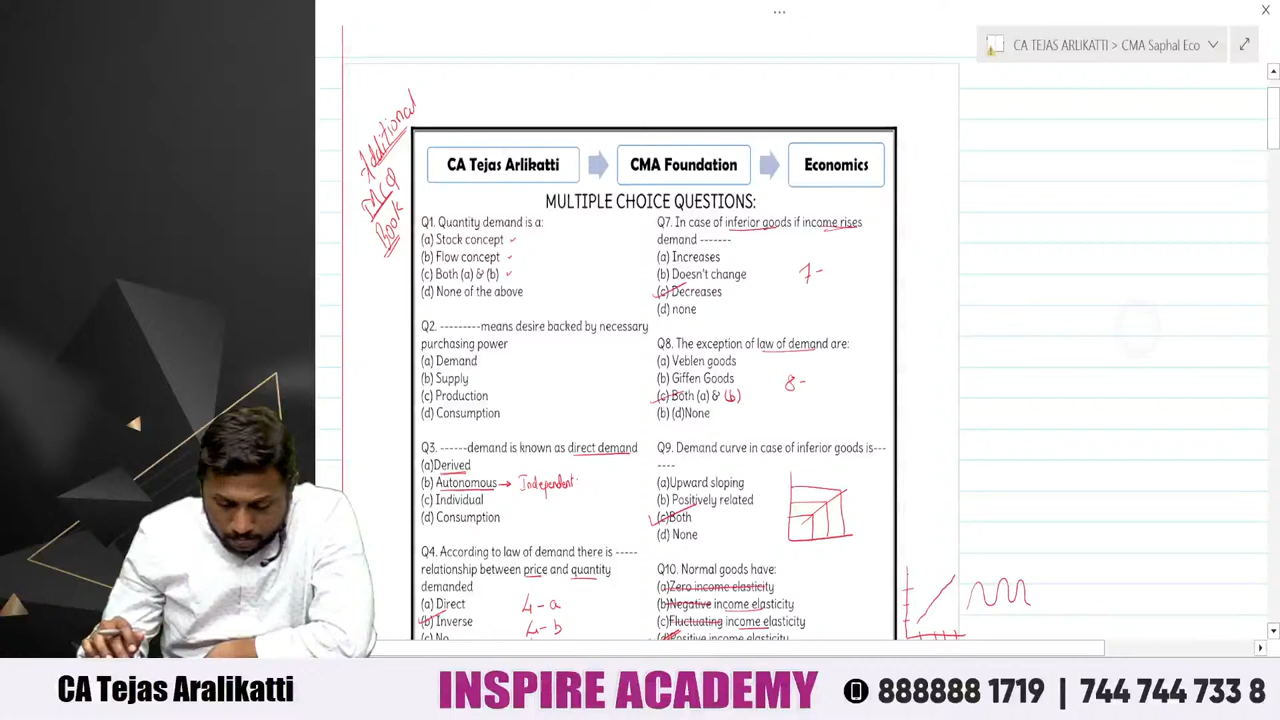 CA TEJAS ARLIKATTI > CMA Saphal Eco
Additional
MCQ
Book
CA Tejas Arlikatti
CMA Foundation
Economics
MULTIPLE CHOICE QUESTIONS:
Q1. Quantity demand is a:
(a) Stock concept
(b) Flow concept
(c) Both (a) & (b)
(d) None of the above
Q2. ---------means desire backed by necessary
purchasing power
(a) Demand
(b) Supply
(c) Production
(d) Consumption
Q3. ------demand is known as direct demand
(a)Derived
(b) Autonomous → Independent
(c) Individual
(d) Consumption
Q4. According to law of demand there is -----
relationship between price and quantity
demanded
(a) Direct
4-a
(b) Inverse
4-b
(c) No
Q7. In case of inferior goods if income rises
demand -------
(a) Increases
(b) Doesn't change
7-
(c) Decreases
(d) none
Q8. The exception of law of demand are:
(a) Veblen goods
(b) Giffen Goods
8-
(c) Both (a) & (b)
(b) (d)None
Q9. Demand curve in case of inferior goods is---
----
(a)Upward sloping
(b) Positively related
(c)Both
(d) None
Q10. Normal goods have:
(a)Zero income elasticity
(b)Negative income elasticity
(c)Fluctuating income elasticity
(d)Positive income elasticity
CA Tejas Aralikatti
INSPIRE ACADEMY
888888 1719 | 744 744 733 8